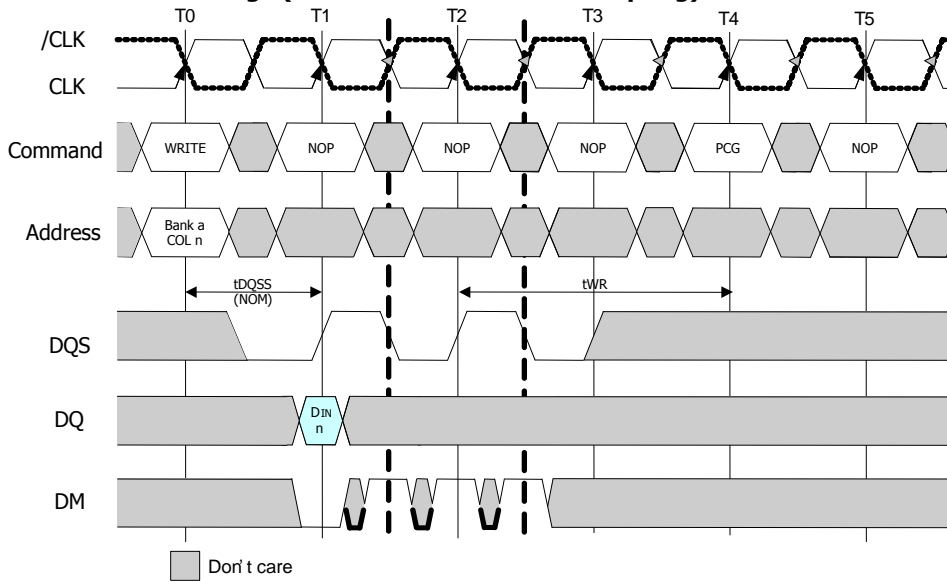 T0 T1 T2 T3 T4 T5
/CLK
CLK
Command WRITE NOP NOP NOP PCG NOP
Address Bank a
COL n
tDQSS
(NOM)
tWR
DQS
DQ DIN
n
DM
Don't care